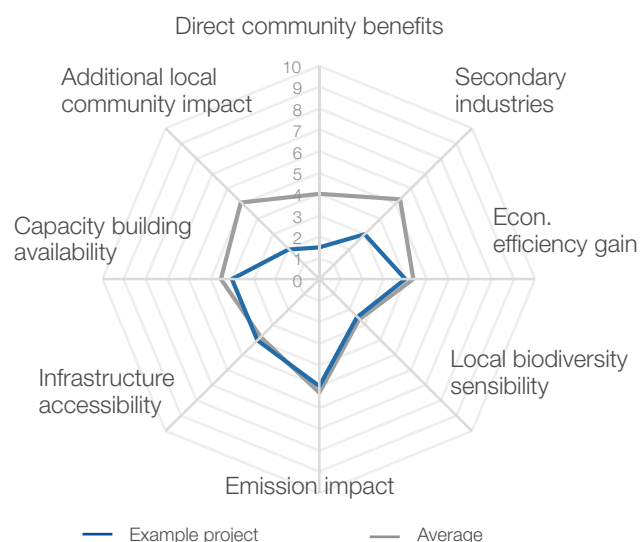 Direct community benefits
Additional local
community impact
Secondary
industries
10
9
8
7
6
5
4
3
2
1
0
Capacity building
availability
Econ.
efficiency gain
Infrastructure
accessibility
Local biodiversity
sensibility
Emission impact
Example project
Average